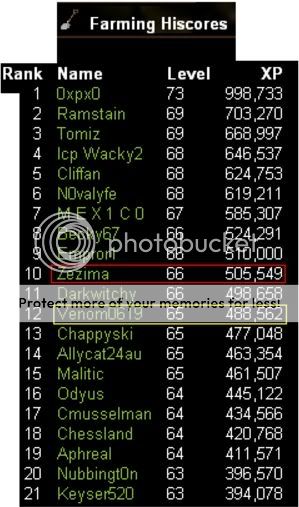 Farming Hiscores
Rank Name Level XP
1 0xpx0 73 998,733
2 Ramstain 69 703,270
3 Tomiz 69 668,997
4 Icp Wacky2 68 646,537
5 Cliffan 68 624,753
6 N0valyfe 68 619,211
7 M E X 1 C 0 67 585,307
8 Becky67 66 524,291
photobucket
9 66 510,000
10 Zezima 66 505,549
11 Darkwitchy 66 498,658
Protect more of your memories for less!
12 Venom0619 65 488,562
13 Chappyski 65 477,048
14 Allycat24au 65 463,354
15 Malitic 65 461,507
16 Odyus 64 445,122
17 Cmusselman 64 434,566
18 Chessland 64 420,768
19 Aphreal 64 411,571
20 Nubbingt0n 63 396,570
21 Keyser520 63 394,078